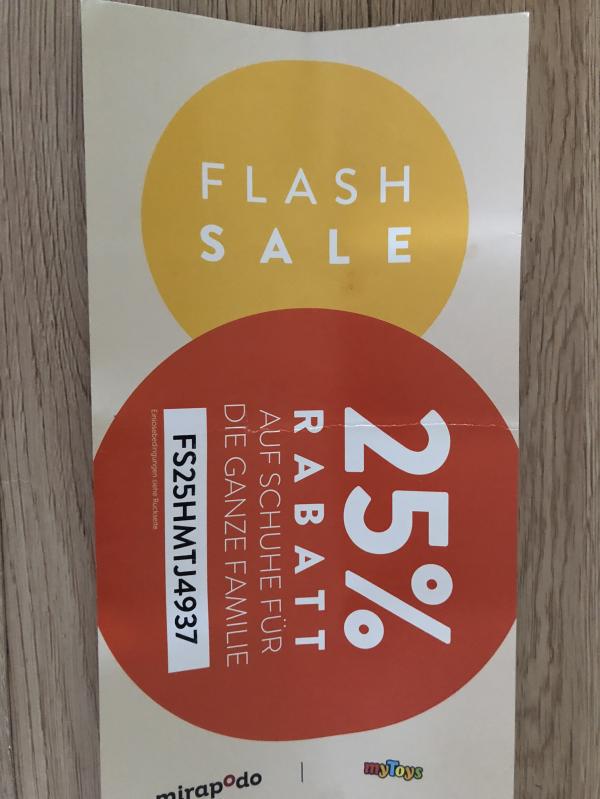 FLASH
SALE
25%
RABATT
AUF SCHUHE FÜR
DIE GANZE FAMILIE
FS25HMTJ4937
Einlösebedingungen siehe Rückseite
mirapodo | myToys